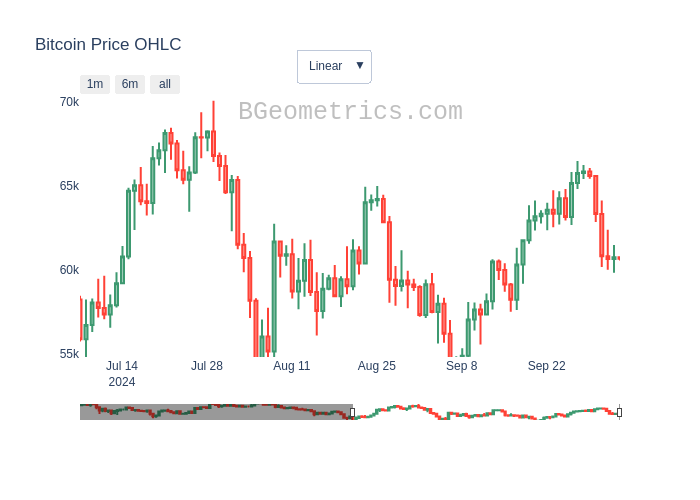 Bitcoin Price OHLC
Linear ▼
1m 6m all
BGeometrics.com
70k
65k
60k
55k
Jul 14 Jul 28 Aug 11 Aug 25 Sep 8 Sep 22
2024